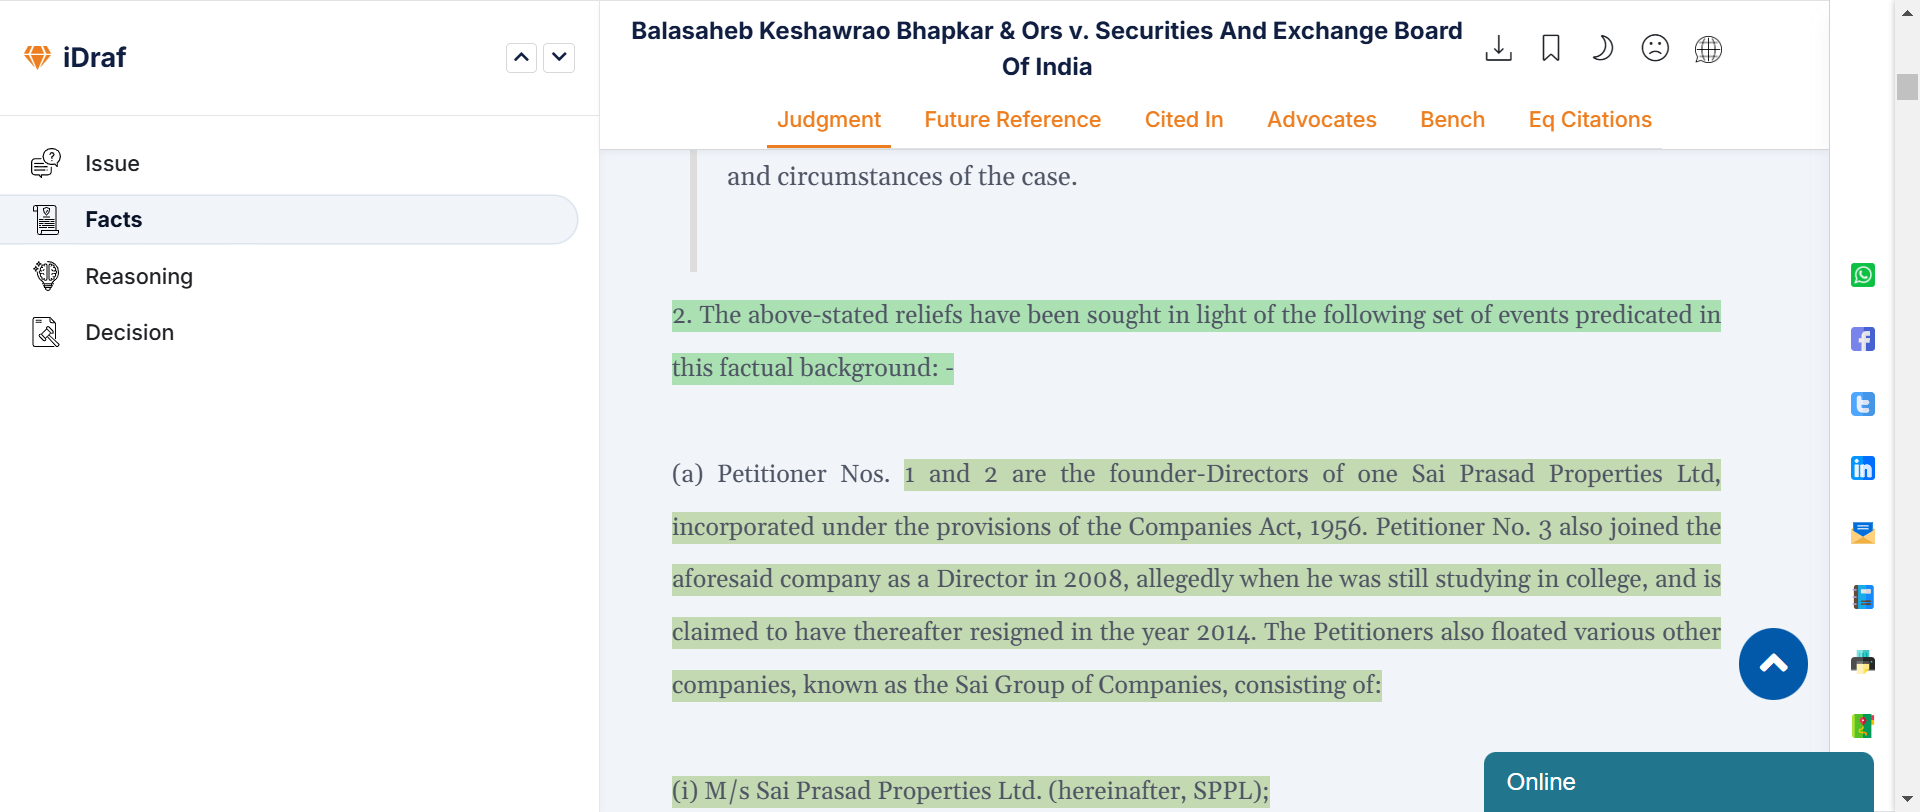 iDraf
Issue
Facts
Reasoning
Decision
Balasaheb Keshawrao Bhapkar & Ors v. Securities And Exchange Board
Of India
Judgment Future Reference Cited In Advocates Bench Eq Citations
and circumstances of the case.
2. The above-stated reliefs have been sought in light of the following set of events predicated in
this factual background: -
(a) Petitioner Nos. 1 and 2 are the founder-Directors of one Sai Prasad Properties Ltd,
incorporated under the provisions of the Companies Act, 1956. Petitioner No. 3 also joined the
aforesaid company as a Director in 2008, allegedly when he was still studying in college, and is
claimed to have thereafter resigned in the year 2014. The Petitioners also floated various other
companies, known as the Sai Group of Companies, consisting of:
(i) M/s Sai Prasad Properties Ltd. (hereinafter, SPPL);
Online